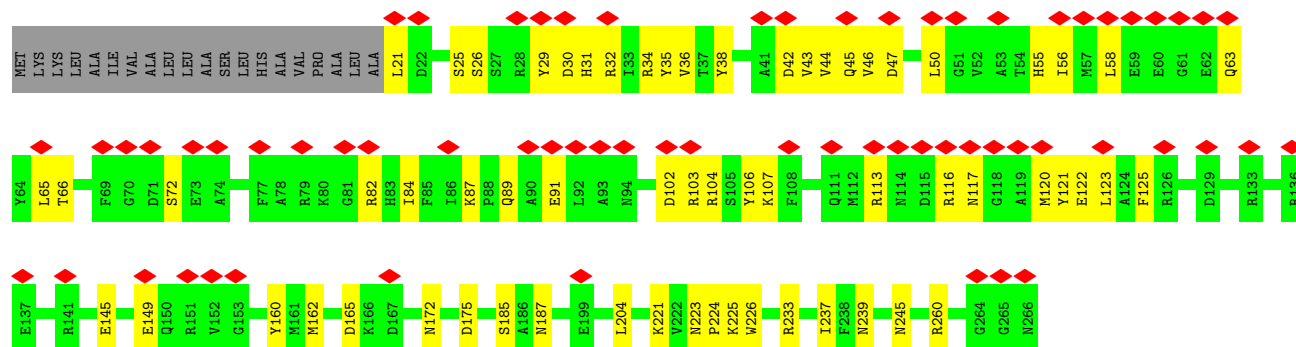 MET LYS LYS LEU ALA ILE VAL ALA LEU LEU ALA SER LEU HIS ALA VAL PRO ALA LEU ALA L21 D22 S25 S26 S27 R28 Y29 D30 H31 R32 I33 R34 Y35 V36 T37 Y38 A41 D42 V43 V44 Q45 V46 D47 L50 G51 V52 A53 T54 H55 I56 M57 L58 E59 E60 G61 E62 Q63
Y64 L65 T66 F69 G70 D71 S72 E73 A74 F77 A78 R79 K80 G81 R82 H83 I84 F85 I86 K87 P88 Q89 A90 E91 L92 A93 N94 D102 R103 R104 S105 Y106 K107 F108 Q111 M112 R113 N114 D115 R116 N117 G118 A119 M120 Y121 E122 L123 A124 F125 R126 D129 R133 R136
E137 R141 E145 E149 Q150 R151 V152 G153 Y160 M161 M162 D165 K166 D167 N172 D175 S185 A186 N187 E199 L204 K221 V222 N223 P224 K225 W226 R233 I237 F238 N239 N245 R260 G264 G265 N266